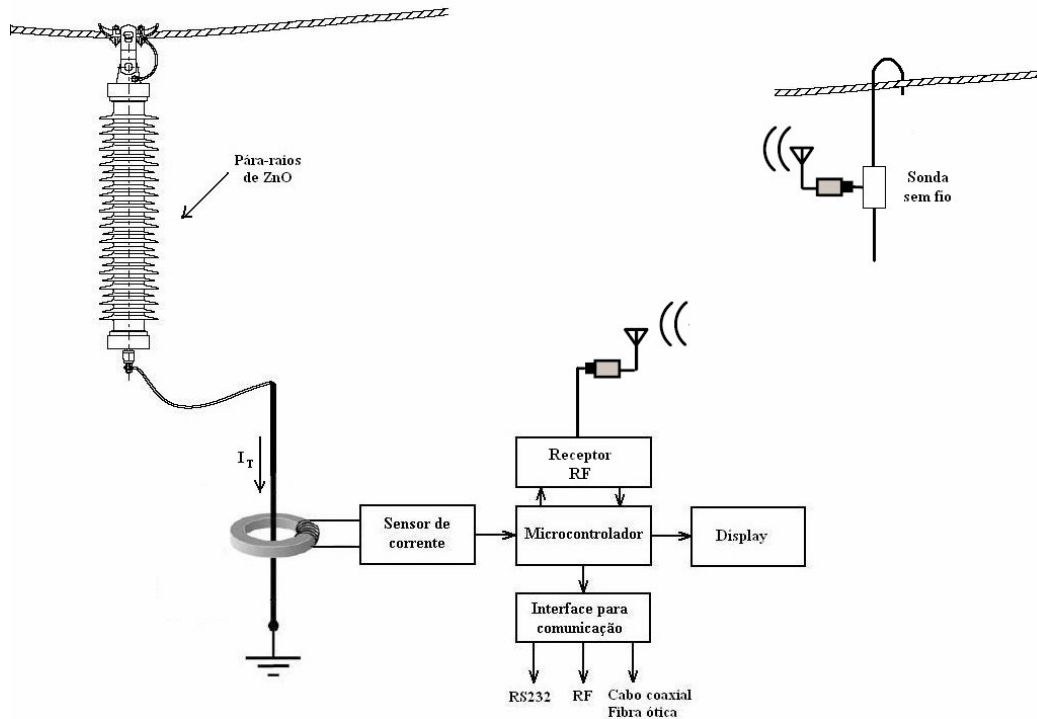 Pára-raios
de ZnO
Sonda
sem fio
I_T
Receptor
RF
Sensor de
corrente
Microcontrolador
Display
Interface para
comunicação
RS232
RF
Cabo coaxial
Fibra ótica